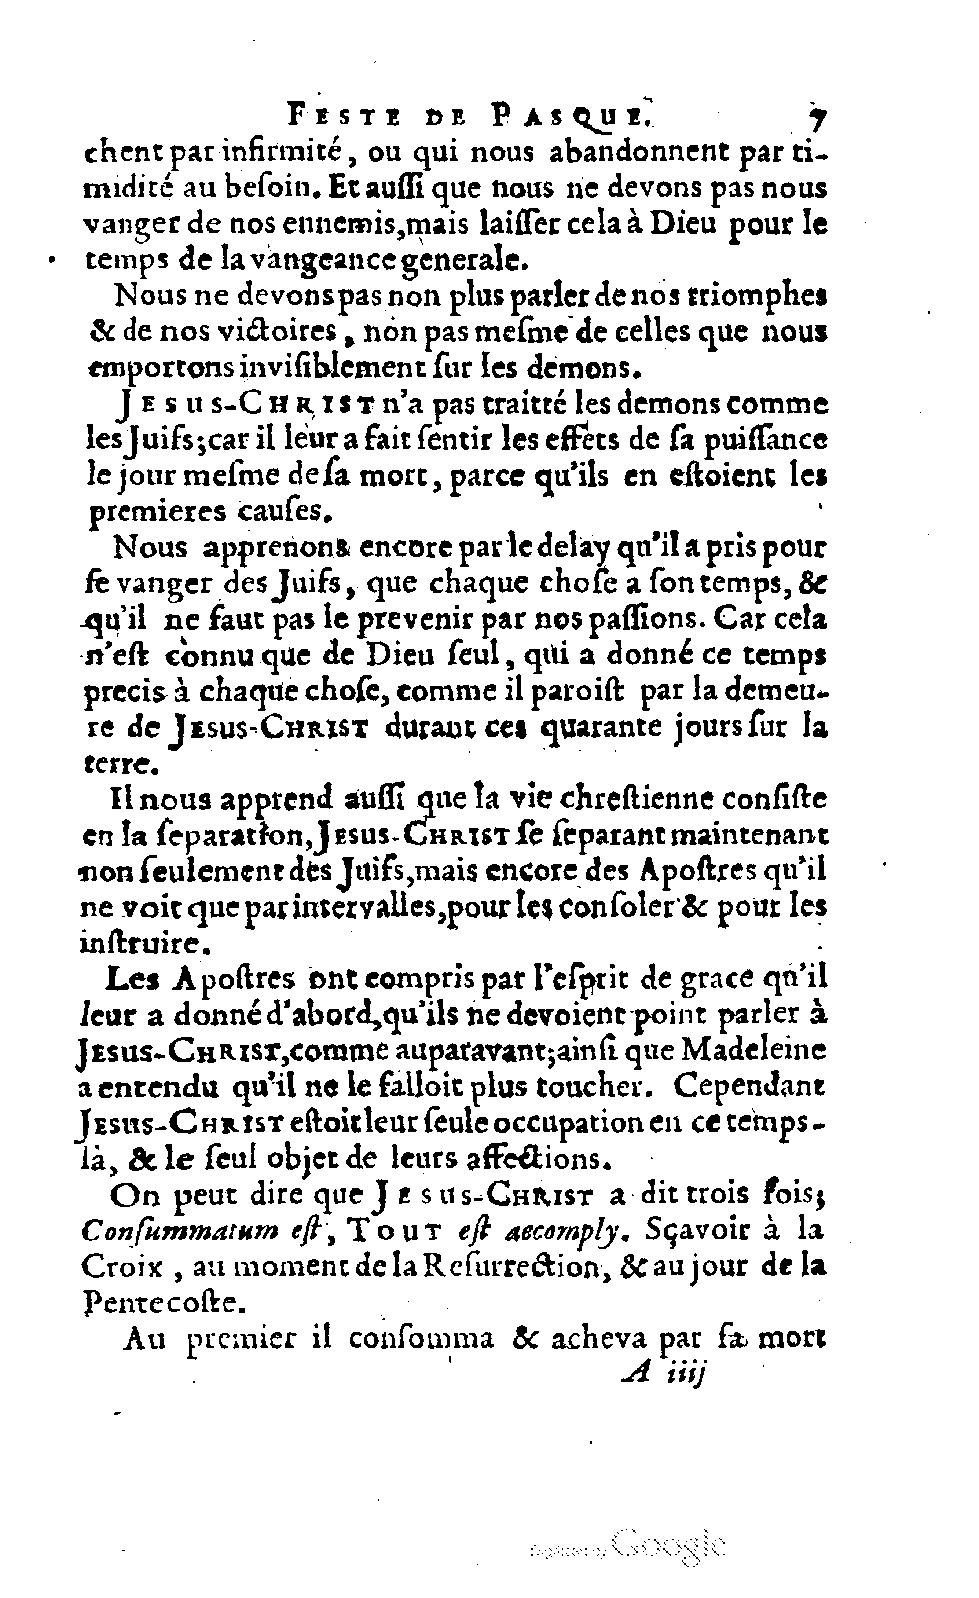 FESTE DE PASQUE. 7
chent par infirmité, ou qui nous abandonnent par ti-
midité au beſoin. Et auſſi que nous ne devons pas nous
vanger de nos ennemis, mais laiſſer cela à Dieu pour le
temps de la vangeance generale.
Nous ne devons pas non plus parler de nos triomphes
& de nos victoires, non pas meſme de celles que nous
emportons inviſiblement ſur les demons.
JESUS-CHRIST n'a pas traitté les demons comme
les Juifs; car il leur a fait ſentir les effets de ſa puiſſance
le jour meſme de ſa mort, parce qu'ils en eſtoient les
premieres cauſes.
Nous apprenons encore par le delay qu'il a pris pour
ſe vanger des Juifs, que chaque choſe a ſon temps, &
qu'il ne faut pas le prevenir par nos paſſions. Car cela
n'eſt connu que de Dieu ſeul, qui a donné ce temps
precis à chaque choſe, comme il paroiſt par la demeu-
re de JESUS-CHRIST durant ces quarante jours ſur la
terre.
Il nous apprend auſſi que la vie chreſtienne conſiſte
en la ſeparation, JESUS-CHRIST ſe ſeparant maintenant
non ſeulement des Juifs, mais encore des Apoſtres qu'il
ne voit que par intervalles, pour les conſoler & pour les
inſtruire.
Les Apoſtres ont compris par l'eſprit de grace qu'il
leur a donné d'abord, qu'ils ne devoient point parler à
JESUS-CHRIST, comme auparavant; ainſi que Madeleine
a entendu qu'il ne le falloit plus toucher. Cependant
JESUS-CHRIST eſtoit leur ſeule occupation en ce temps-
là, & le ſeul objet de leurs affections.
On peut dire que JESUS-CHRIST a dit trois fois;
Conſummatum eſt, TOUT eſt accomply. Sçavoir à la
Croix, au moment de la Reſurrection, & au jour de la
Pentecoſte.
Au premier il conſomma & acheva par ſa mort
A iiij
Google